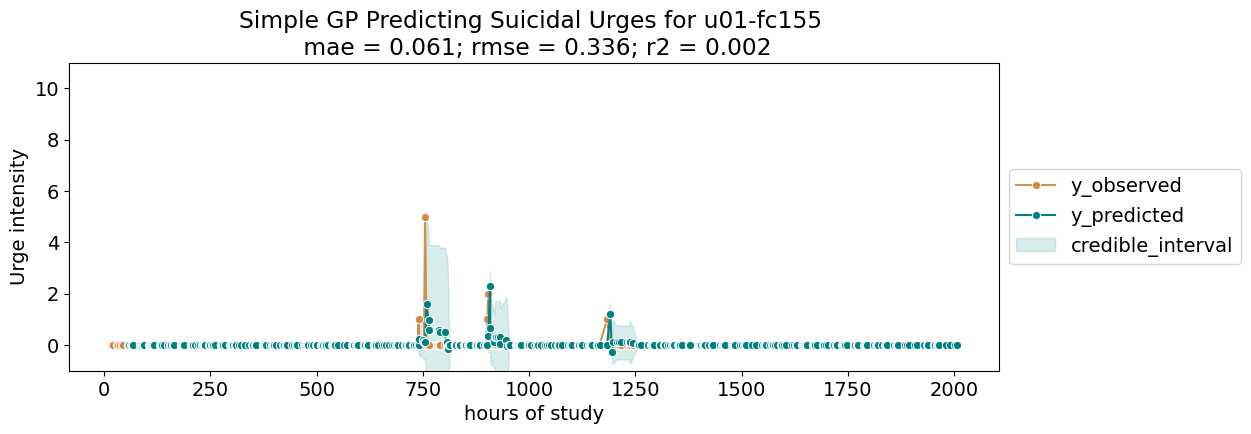 Simple GP Predicting Suicidal Urges for u01-fc155
mae = 0.061; rmse = 0.336; r2 = 0.002
Urge intensity
10
8
6
4
2
0
0 250 500 750 1000 1250 1500 1750 2000
hours of study
y_observed
y_predicted
credible_interval